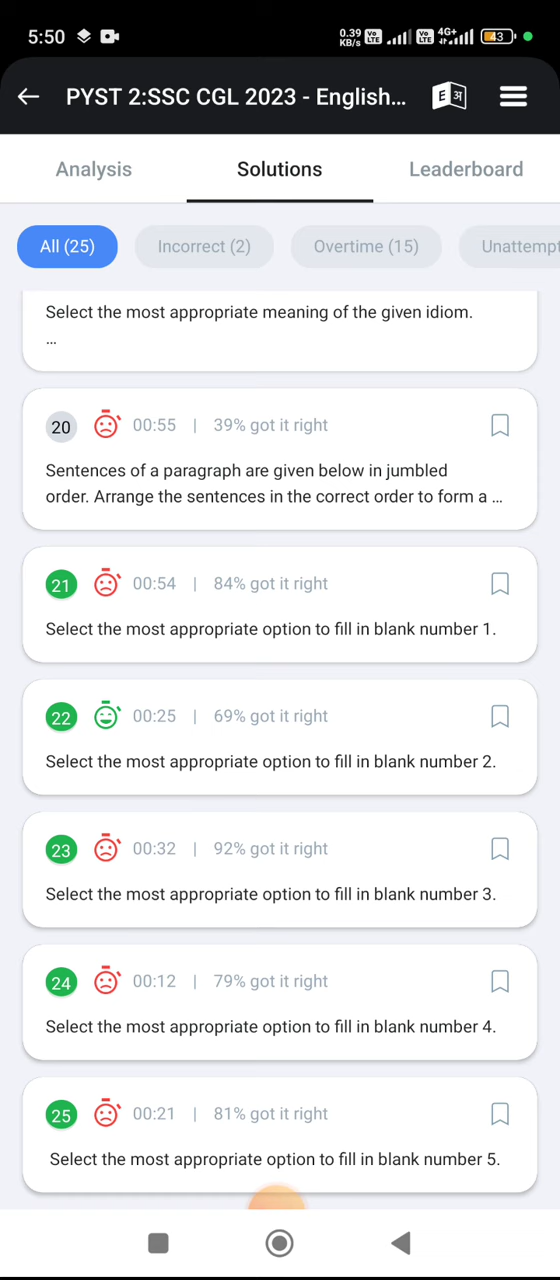 5:50 0.39 KB/s Vo LTE Vo LTE 4G+ 43
PYST 2:SSC CGL 2023 - English... E अ
Analysis Solutions Leaderboard
All (25) Incorrect (2) Overtime (15) Unattempt
Select the most appropriate meaning of the given idiom.
...
20 00:55 | 39% got it right
Sentences of a paragraph are given below in jumbled
order. Arrange the sentences in the correct order to form a ...
21 00:54 | 84% got it right
Select the most appropriate option to fill in blank number 1.
22 00:25 | 69% got it right
Select the most appropriate option to fill in blank number 2.
23 00:32 | 92% got it right
Select the most appropriate option to fill in blank number 3.
24 00:12 | 79% got it right
Select the most appropriate option to fill in blank number 4.
25 00:21 | 81% got it right
Select the most appropriate option to fill in blank number 5.